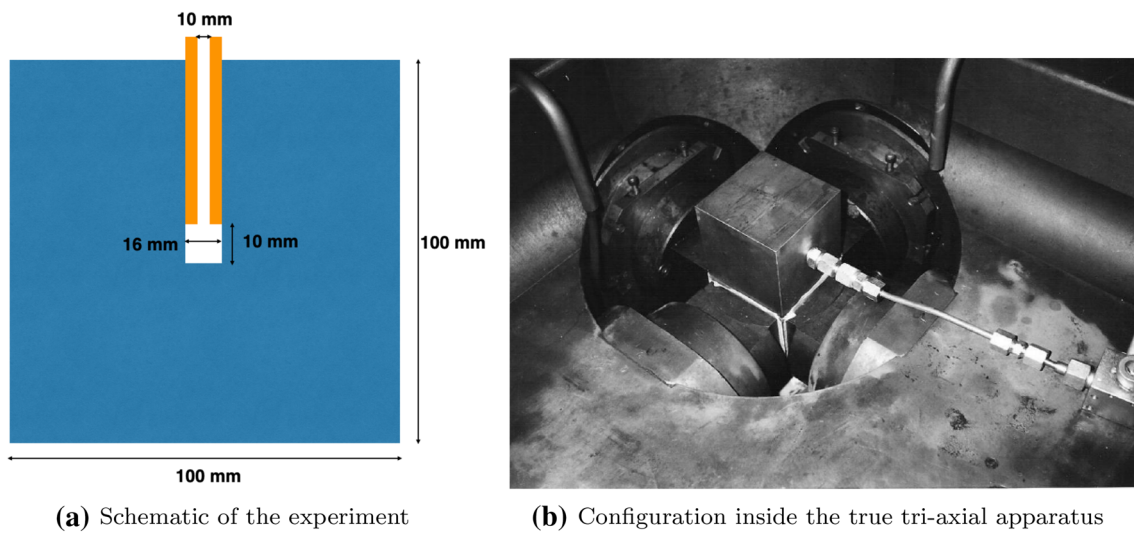 10 mm
16 mm
10 mm
100 mm
100 mm
(a) Schematic of the experiment
(b) Configuration inside the true tri-axial apparatus